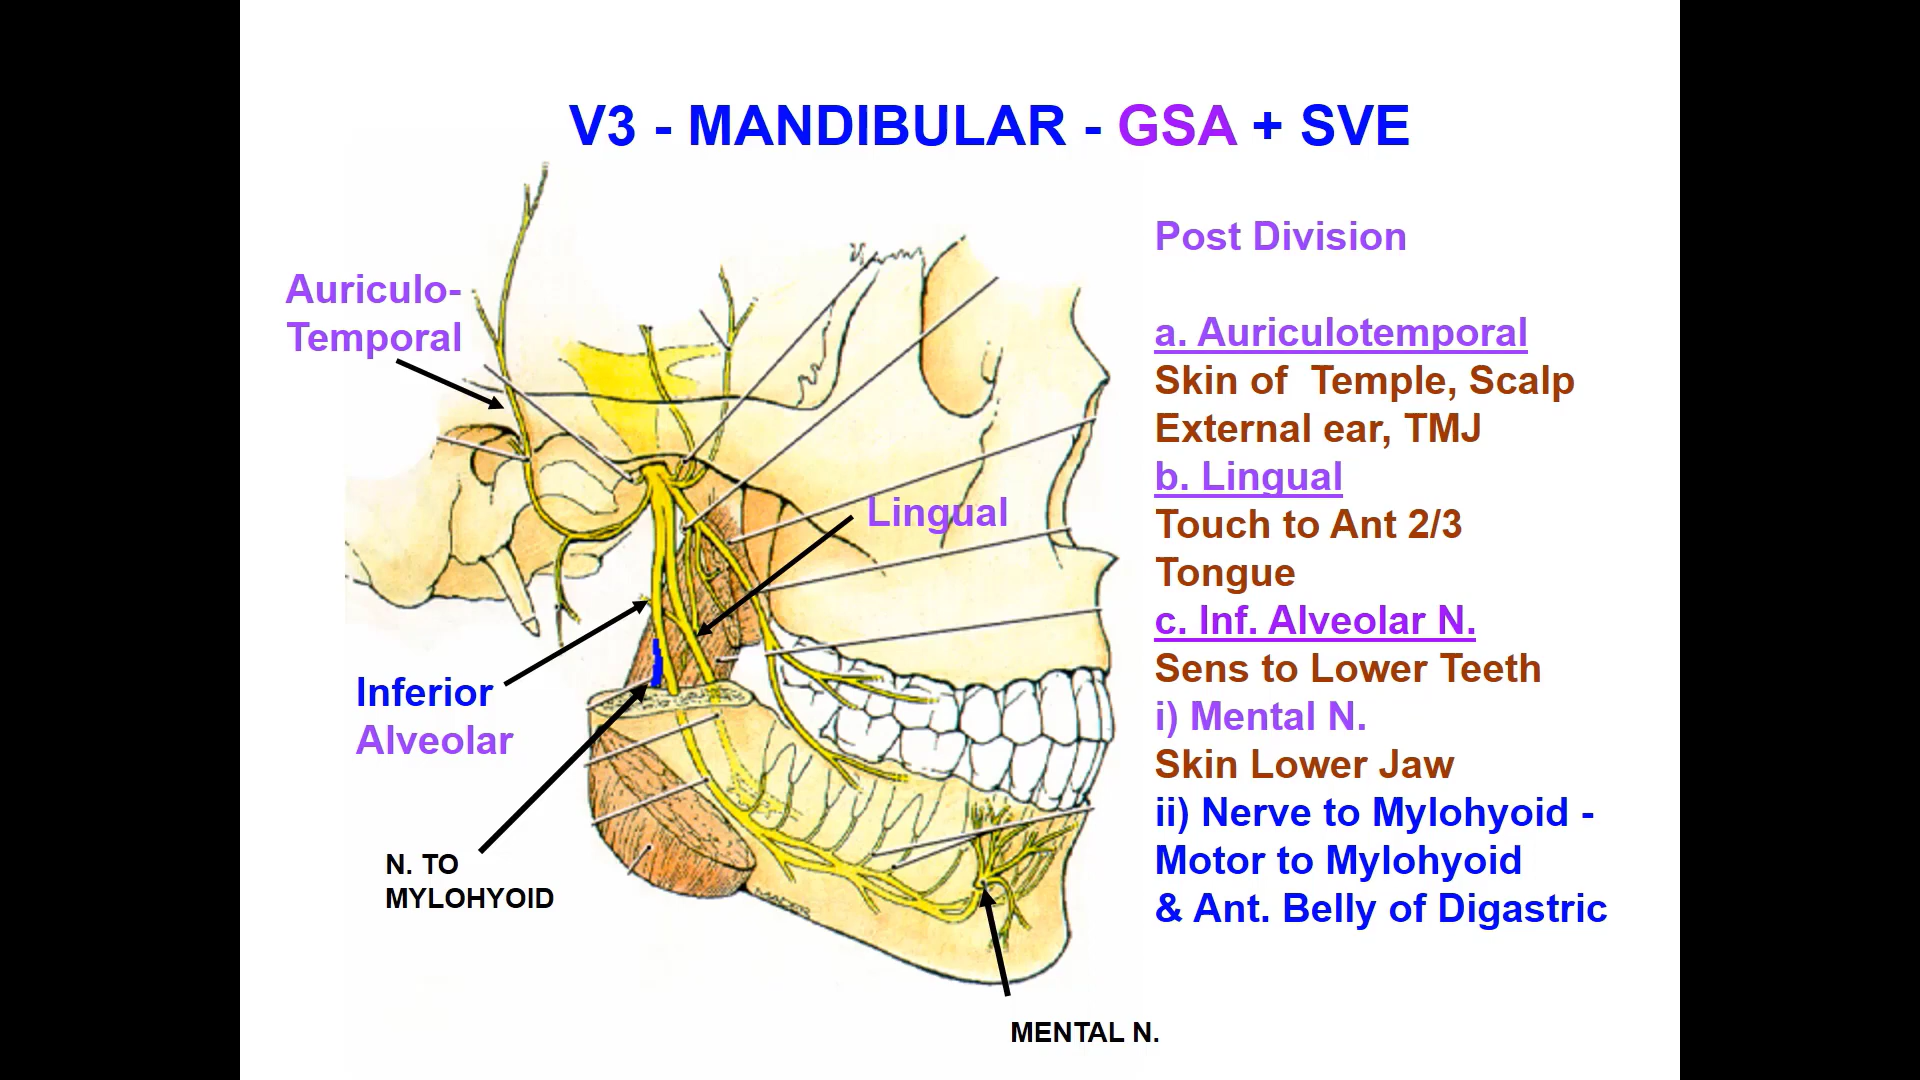 V3 - MANDIBULAR - GSA + SVE
Auriculo-
Temporal
Lingual
Inferior
Alveolar
N. TO
MYLOHYOID
MENTAL N.
Post Division
a. Auriculotemporal
Skin of Temple, Scalp
External ear, TMJ
b. Lingual
Touch to Ant 2/3
Tongue
c. Inf. Alveolar N.
Sens to Lower Teeth
i) Mental N.
Skin Lower Jaw
ii) Nerve to Mylohyoid -
Motor to Mylohyoid
& Ant. Belly of Digastric